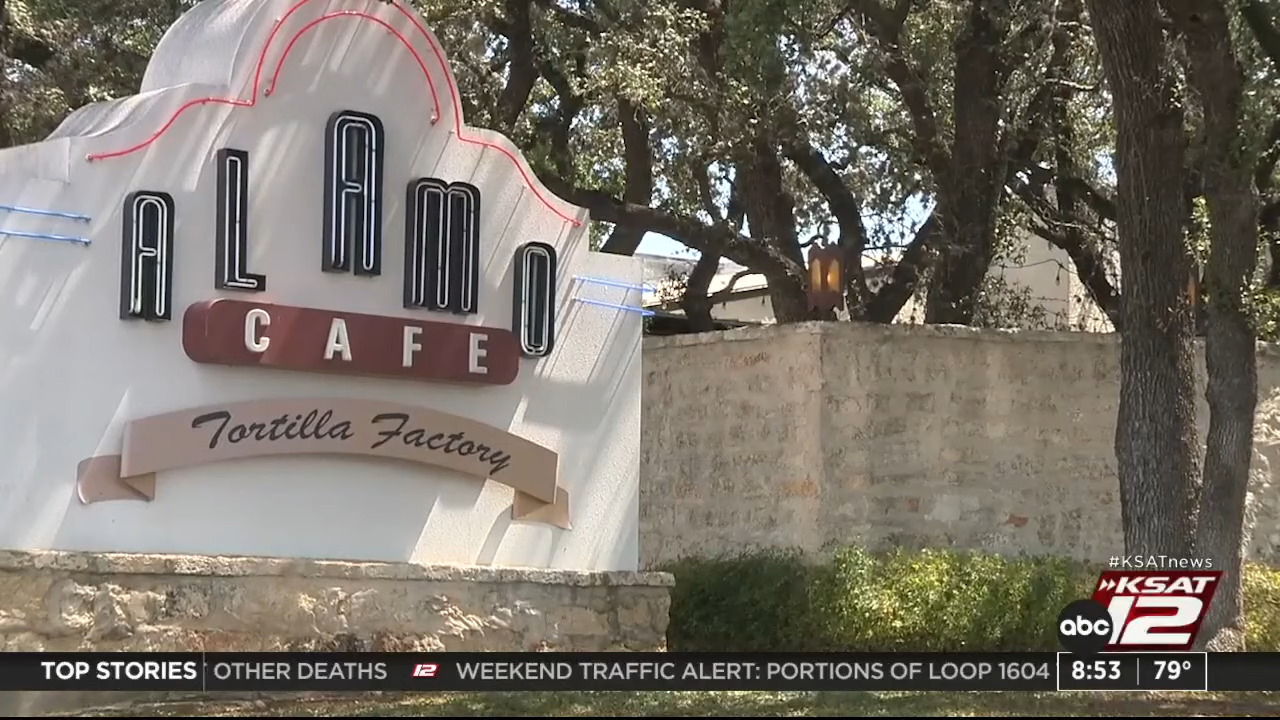 ALAMO
CAFE
Tortilla Factory
#KSATnews
KSAT
abc 12
TOP STORIES OTHER DEATHS 12 WEEKEND TRAFFIC ALERT: PORTIONS OF LOOP 1604 8:53 79°